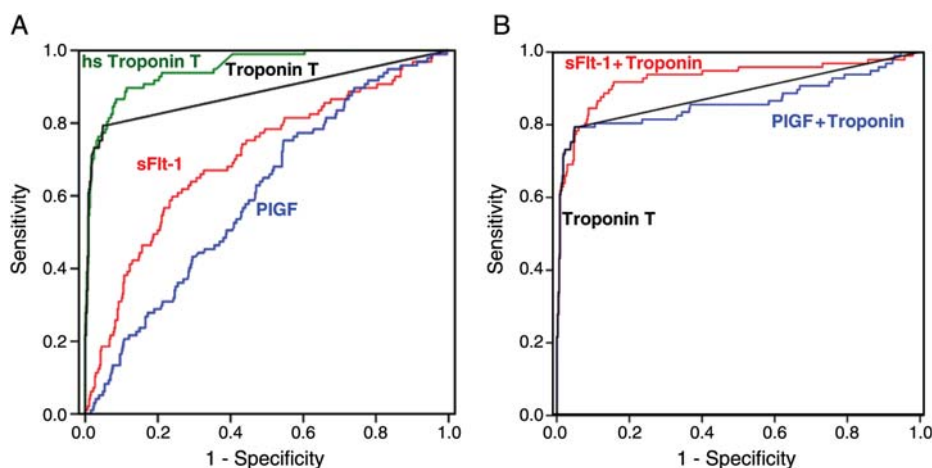 A
B
1.0
hs Troponin T
Troponin T
0.8
sFlt-1
0.6
PlGF
0.4
0.2
0.0
Sensitivity
0.0 0.2 0.4 0.6 0.8 1.0
1 - Specificity
1.0
sFlt-1+Troponin
0.8
PlGF+Troponin
0.6
Troponin T
0.4
0.2
0.0
Sensitivity
0.0 0.2 0.4 0.6 0.8 1.0
1 - Specificity